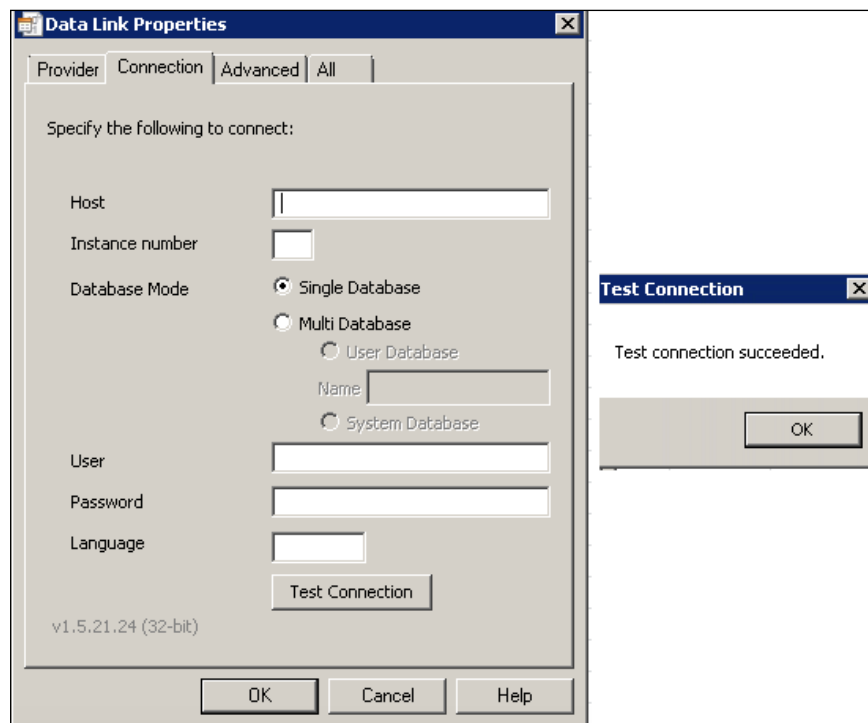 Data Link Properties
Provider Connection Advanced All
Specify the following to connect:
Host
Instance number
Database Mode
Single Database
Multi Database
User Database
Name
System Database
User
Password
Language
Test Connection
v1.5.21.24 (32-bit)
OK Cancel Help
Test Connection
Test connection succeeded.
OK